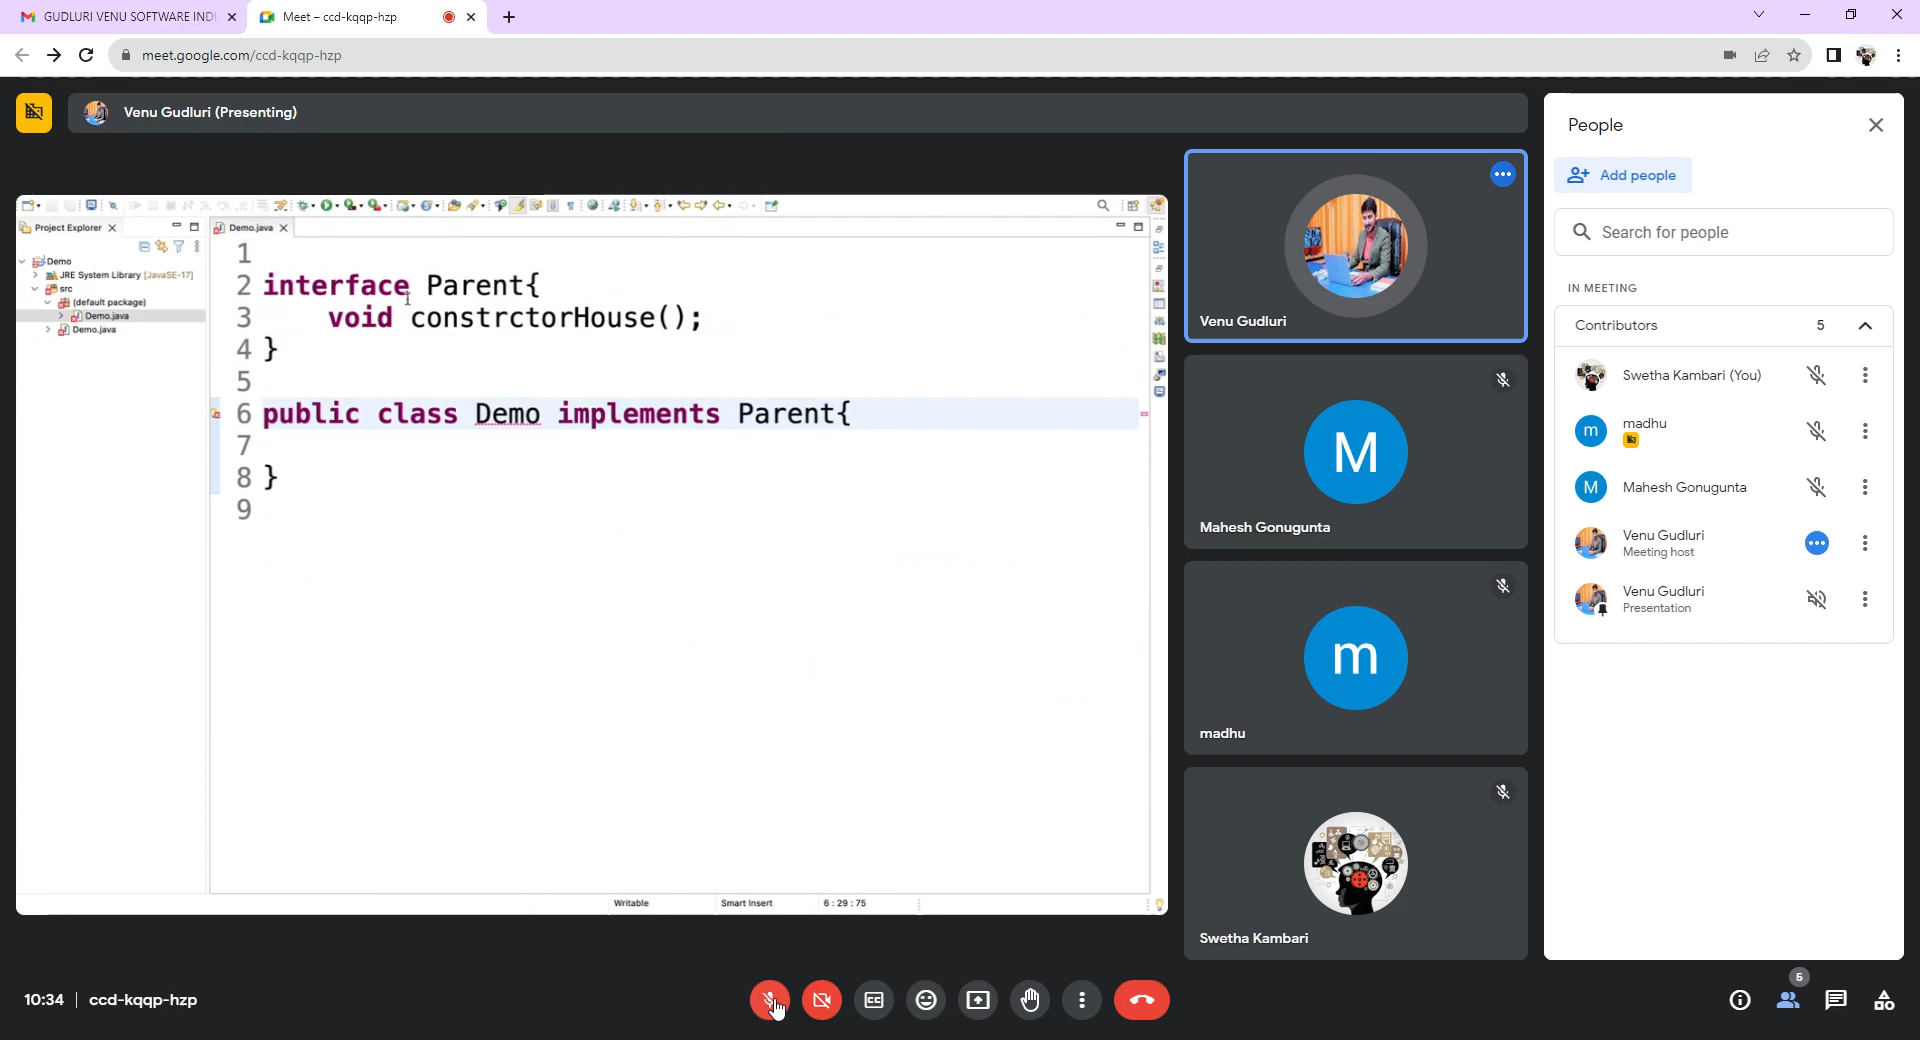 GUDLURI VENU SOFTWARE INDI
Meet – ccd-kqqp-hzp
meet.google.com/ccd-kqqp-hzp
Venu Gudluri (Presenting)
Project Explorer
Demo
JRE System Library [JavaSE-17]
src
(default package)
Demo.java
Demo.java
Demo.java
1
2 interface Parent{
3 void constrctorHouse();
4 }
5
6 public class Demo implements Parent{
7
8 }
9
Writable
Smart Insert
6 : 29 : 75
Venu Gudluri
M
Mahesh Gonugunta
m
madhu
Swetha Kambari
People
Add people
Search for people
IN MEETING
Contributors 5
Swetha Kambari (You)
m madhu
M Mahesh Gonugunta
Venu Gudluri
Meeting host
Venu Gudluri
Presentation
10:34 | ccd-kqqp-hzp
5